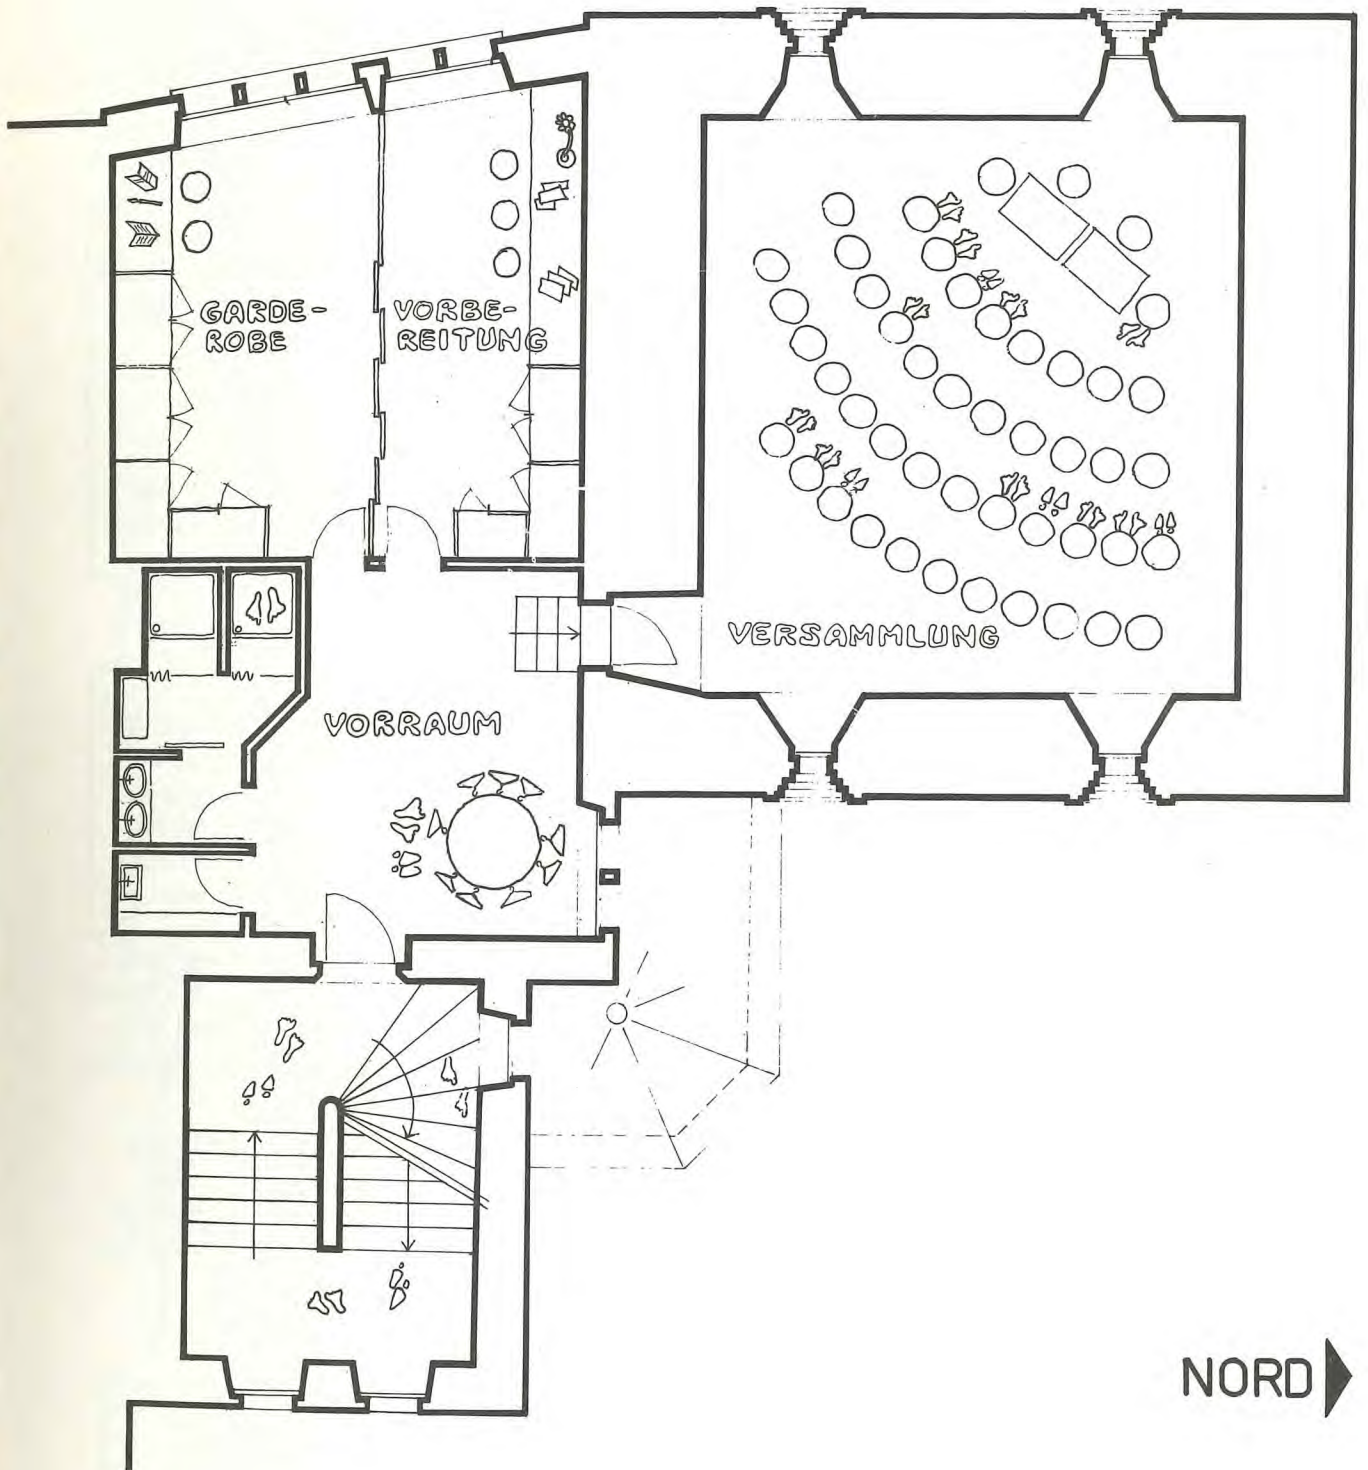 GARDE-
ROBE
VORBE-
REITUNG
VERSAMMLUNG
VORRAUM
NORD